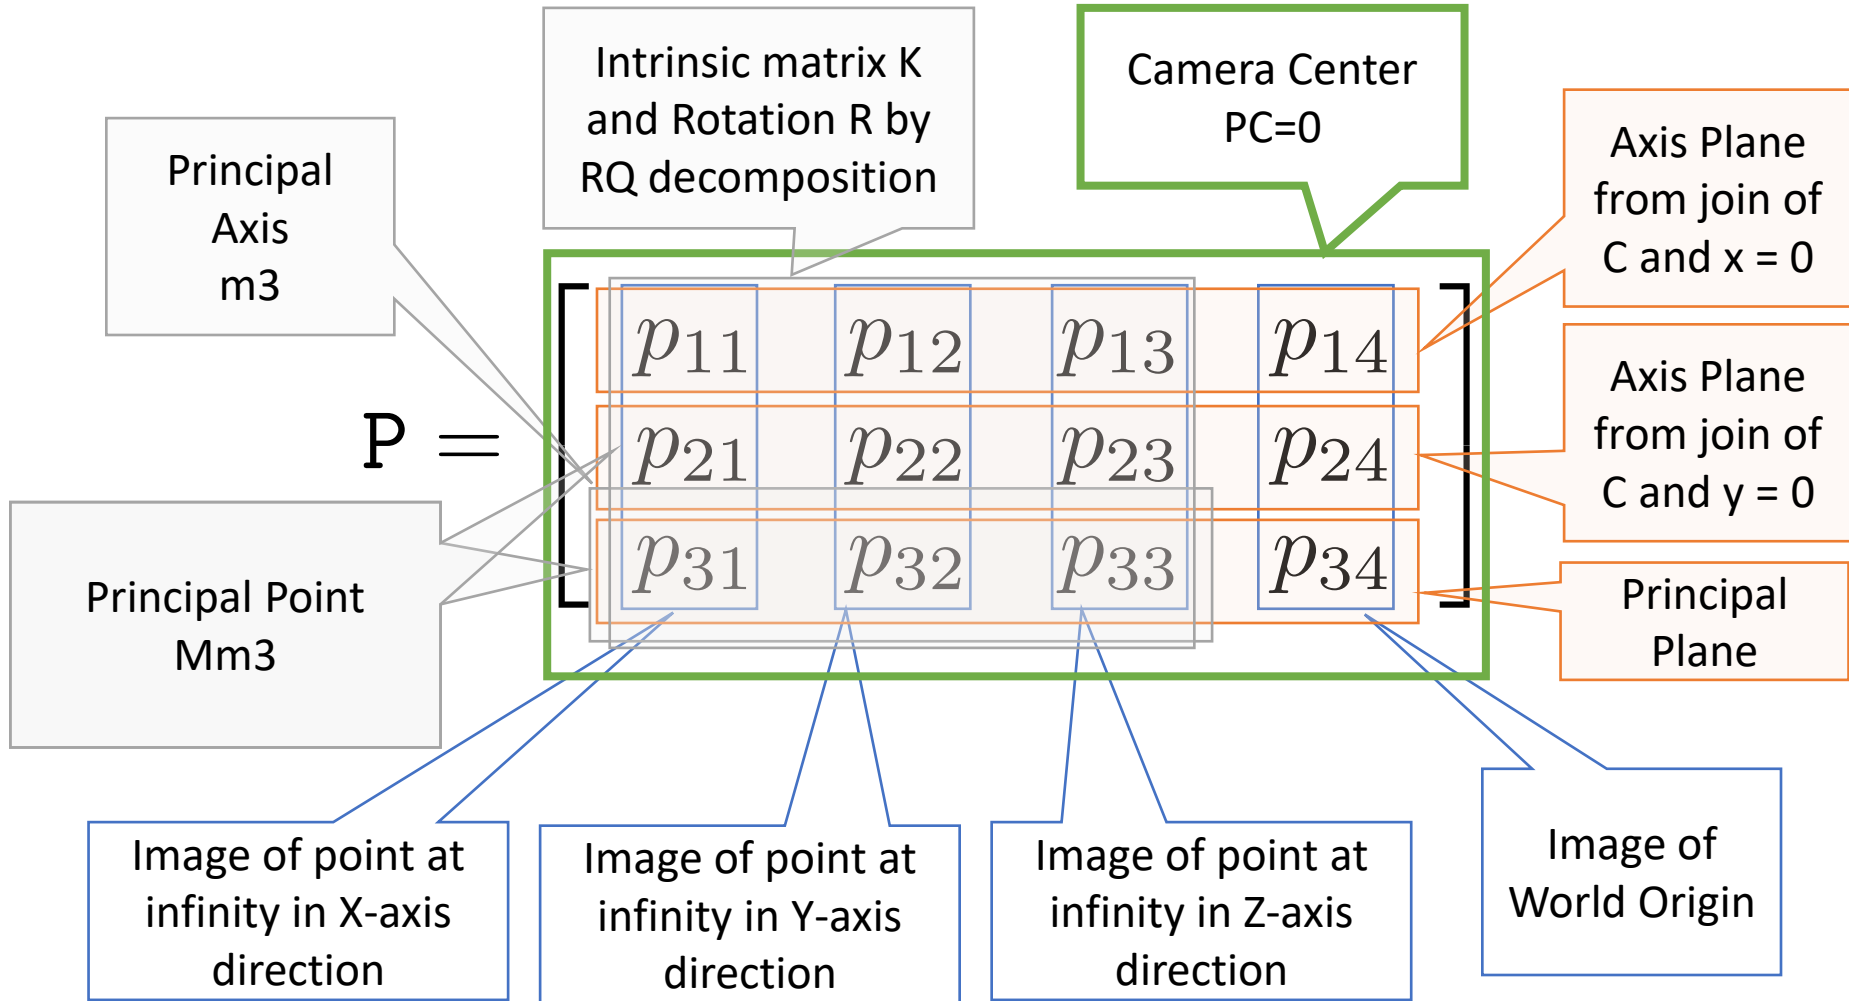 Intrinsic matrix K
and Rotation R by
RQ decomposition
Camera Center
PC=0
Principal
Axis
m3
Axis Plane
from join of
C and x = 0
P =
p11 p12 p13 p14
p21 p22 p23 p24
p31 p32 p33 p34
Axis Plane
from join of
C and y = 0
Principal Point
Mm3
Principal
Plane
Image of point at
infinity in X-axis
direction
Image of point at
infinity in Y-axis
direction
Image of point at
infinity in Z-axis
direction
Image of
World Origin